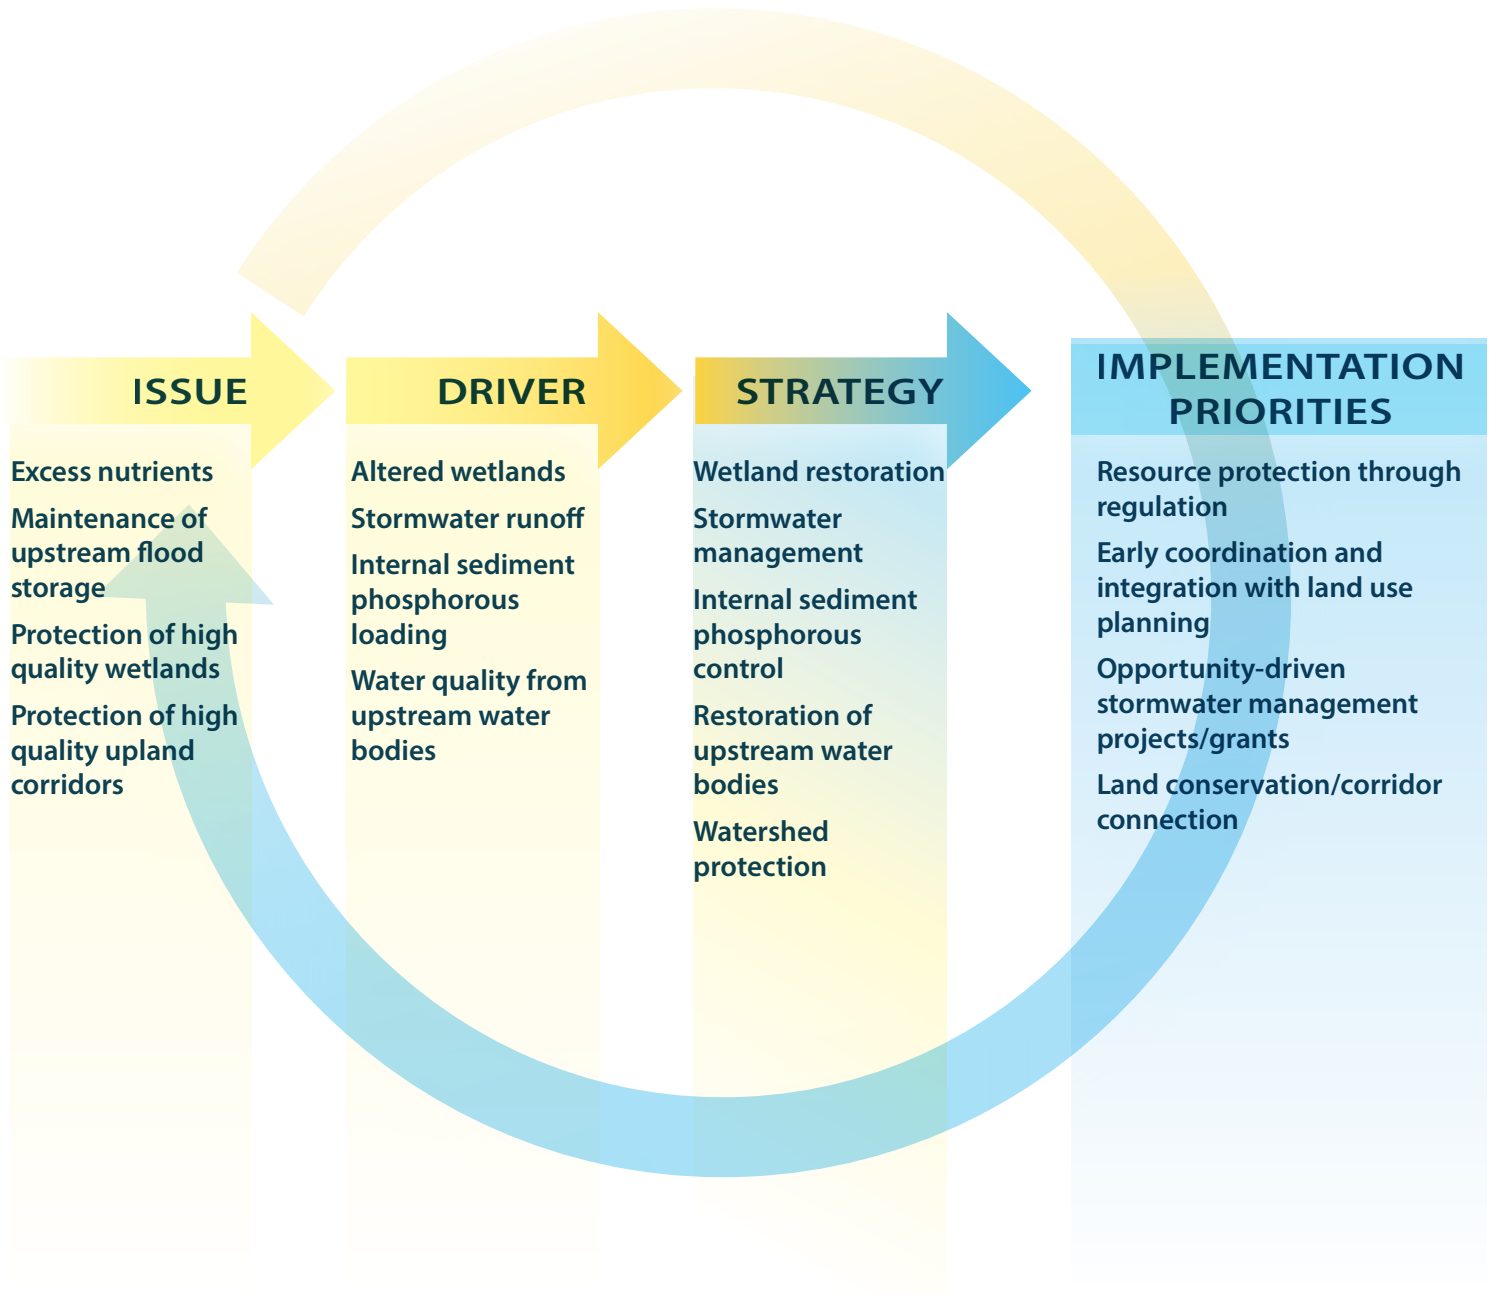 ISSUE
Excess nutrients
Maintenance of
upstream flood
storage
Protection of high
quality wetlands
Protection of high
quality upland
corridors
DRIVER
Altered wetlands
Stormwater runoff
Internal sediment
phosphorous
loading
Water quality from
upstream water
bodies
STRATEGY
Wetland restoration
Stormwater
management
Internal sediment
phosphorous
control
Restoration of
upstream water
bodies
Watershed
protection
IMPLEMENTATION
PRIORITIES
Resource protection through
regulation
Early coordination and
integration with land use
planning
Opportunity-driven
stormwater management
projects/grants
Land conservation/corridor
connection